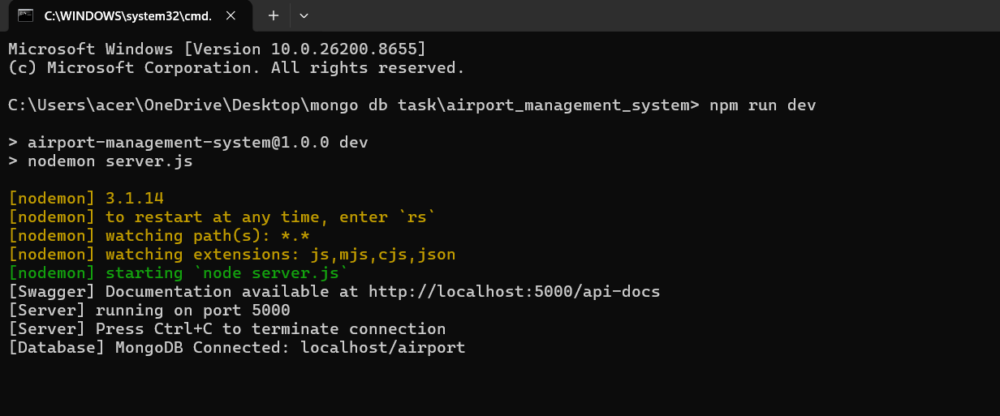 C:\WINDOWS\system32\cmd.
Microsoft Windows [Version 10.0.26200.8655]
(c) Microsoft Corporation. All rights reserved.
C:\Users\acer\OneDrive\Desktop\mongo db task\airport_management_system> npm run dev
> airport-management-system@1.0.0 dev
> nodemon server.js
[nodemon] 3.1.14
[nodemon] to restart at any time, enter `rs`
[nodemon] watching path(s): *.*
[nodemon] watching extensions: js,mjs,cjs,json
[nodemon] starting `node server.js`
[Swagger] Documentation available at http://localhost:5000/api-docs
[Server] running on port 5000
[Server] Press Ctrl+C to terminate connection
[Database] MongoDB Connected: localhost/airport